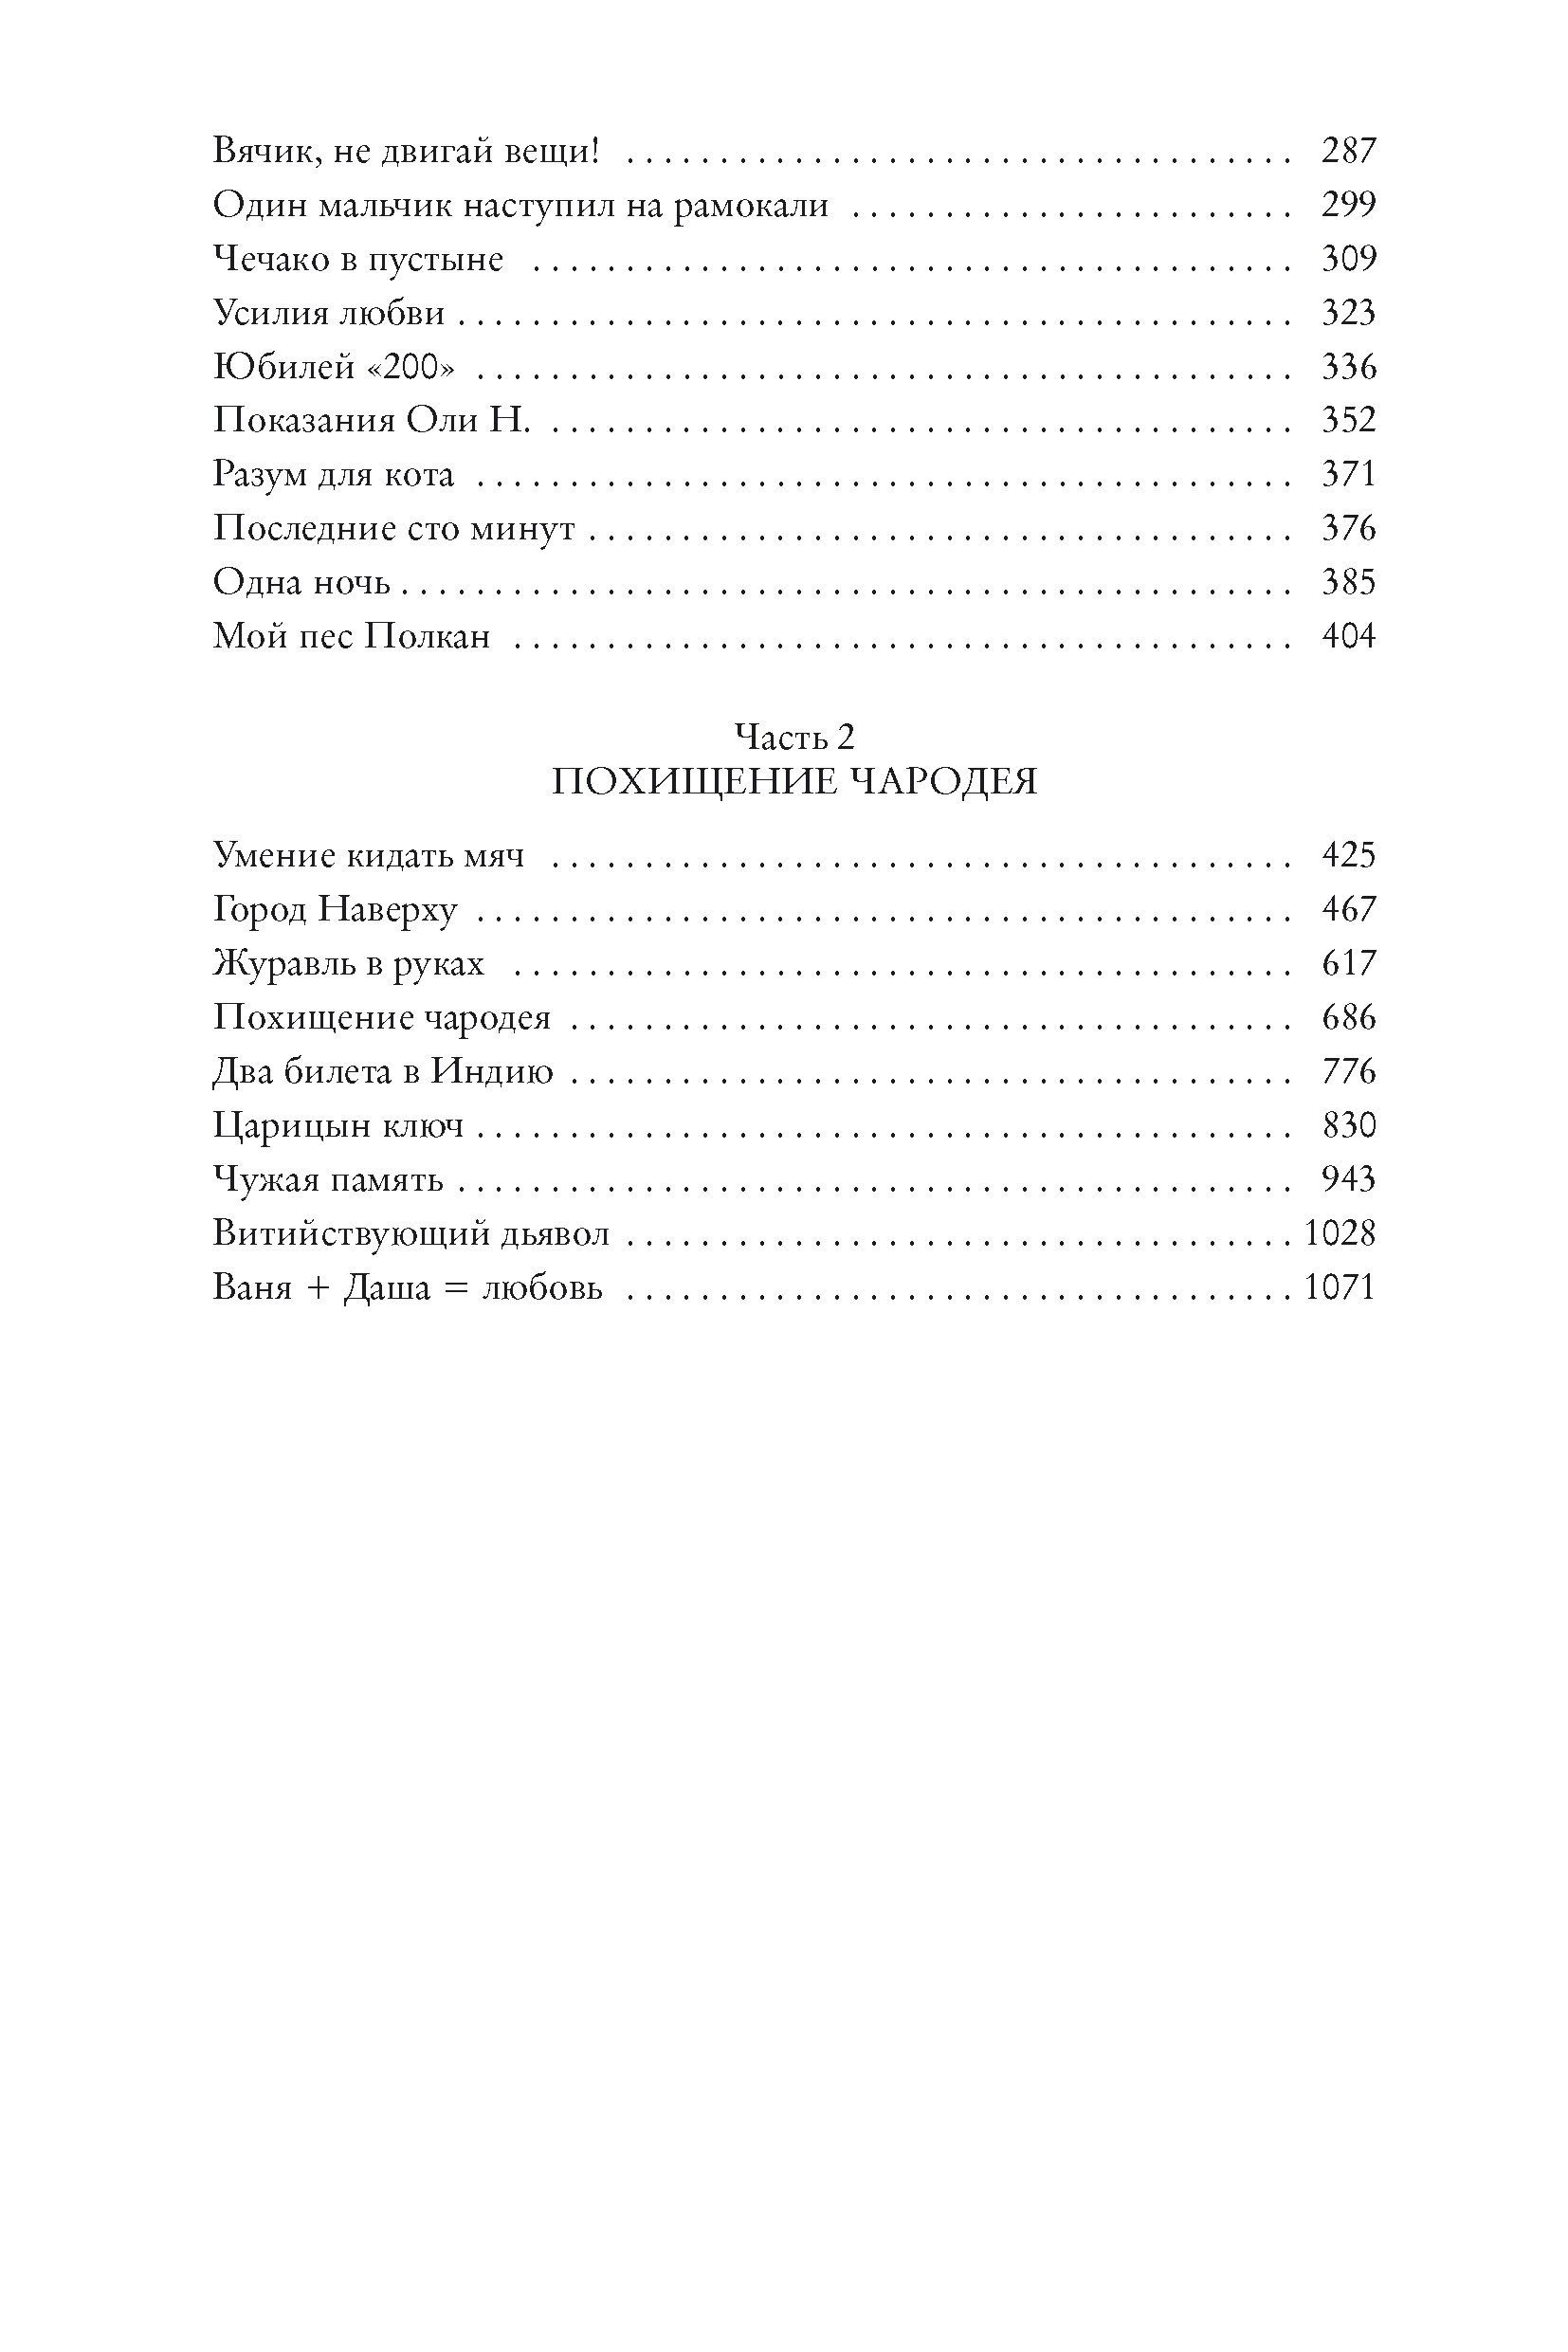 Вячик, не двигай вещи! . . . . . . . . . . . . . . . . . . . . . . . . . . . . . . . . . . . . 287
Один мальчик наступил на рамокали . . . . . . . . . . . . . . . . . . . . . . . . 299
Чечако в пустыне . . . . . . . . . . . . . . . . . . . . . . . . . . . . . . . . . . . . . . . . . 309
Усилия любви . . . . . . . . . . . . . . . . . . . . . . . . . . . . . . . . . . . . . . . . . . . . . 323
Юбилей «200» . . . . . . . . . . . . . . . . . . . . . . . . . . . . . . . . . . . . . . . . . . . . 336
Показания Оли Н. . . . . . . . . . . . . . . . . . . . . . . . . . . . . . . . . . . . . . . . . 352
Разум для кота . . . . . . . . . . . . . . . . . . . . . . . . . . . . . . . . . . . . . . . . . . . . 371
Последние сто минут . . . . . . . . . . . . . . . . . . . . . . . . . . . . . . . . . . . . . . 376
Одна ночь . . . . . . . . . . . . . . . . . . . . . . . . . . . . . . . . . . . . . . . . . . . . . . . . 385
Мой пес Полкан . . . . . . . . . . . . . . . . . . . . . . . . . . . . . . . . . . . . . . . . . . 404
Часть 2
ПОХИЩЕНИЕ ЧАРОДЕЯ
Умение кидать мяч . . . . . . . . . . . . . . . . . . . . . . . . . . . . . . . . . . . . . . . . 425
Город Наверху . . . . . . . . . . . . . . . . . . . . . . . . . . . . . . . . . . . . . . . . . . . . 467
Журавль в руках . . . . . . . . . . . . . . . . . . . . . . . . . . . . . . . . . . . . . . . . . . 617
Похищение чародея . . . . . . . . . . . . . . . . . . . . . . . . . . . . . . . . . . . . . . . 686
Два билета в Индию . . . . . . . . . . . . . . . . . . . . . . . . . . . . . . . . . . . . . . . 776
Царицын ключ . . . . . . . . . . . . . . . . . . . . . . . . . . . . . . . . . . . . . . . . . . . . 830
Чужая память . . . . . . . . . . . . . . . . . . . . . . . . . . . . . . . . . . . . . . . . . . . . . 943
Витийствующий дьявол . . . . . . . . . . . . . . . . . . . . . . . . . . . . . . . . . . . . 1028
Ваня + Даша = любовь . . . . . . . . . . . . . . . . . . . . . . . . . . . . . . . . . . . . 1071